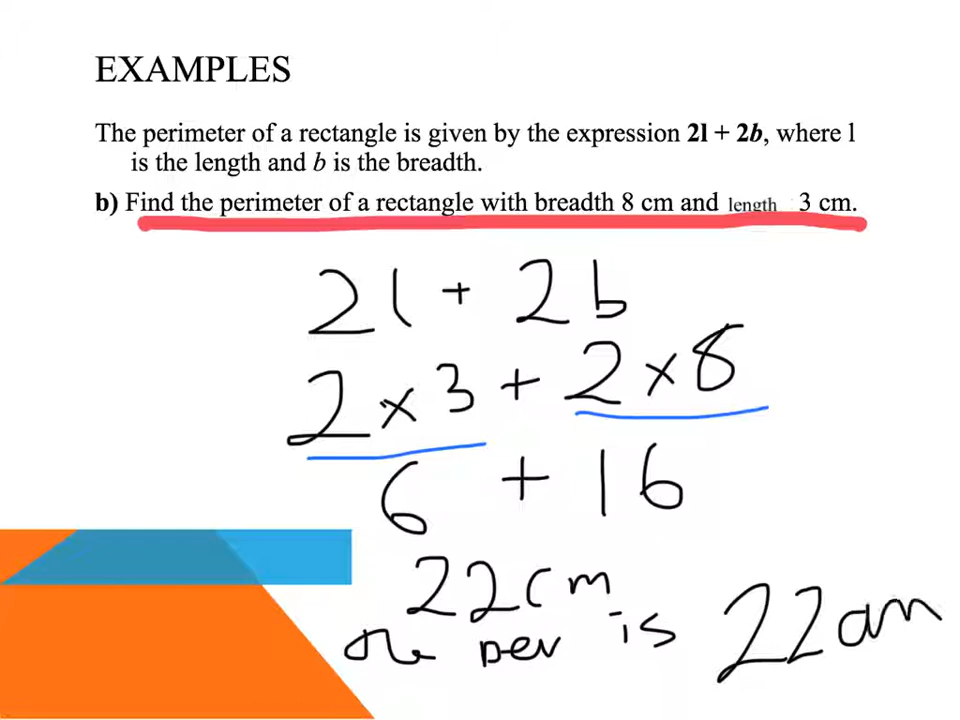 EXAMPLES
The perimeter of a rectangle is given by the expression 2l + 2b, where l
is the length and b is the breadth.
b) Find the perimeter of a rectangle with breadth 8 cm and length 3 cm.
2l + 2b
2 × 3 + 2 × 8
6 + 16
22cm
the per is 22cm